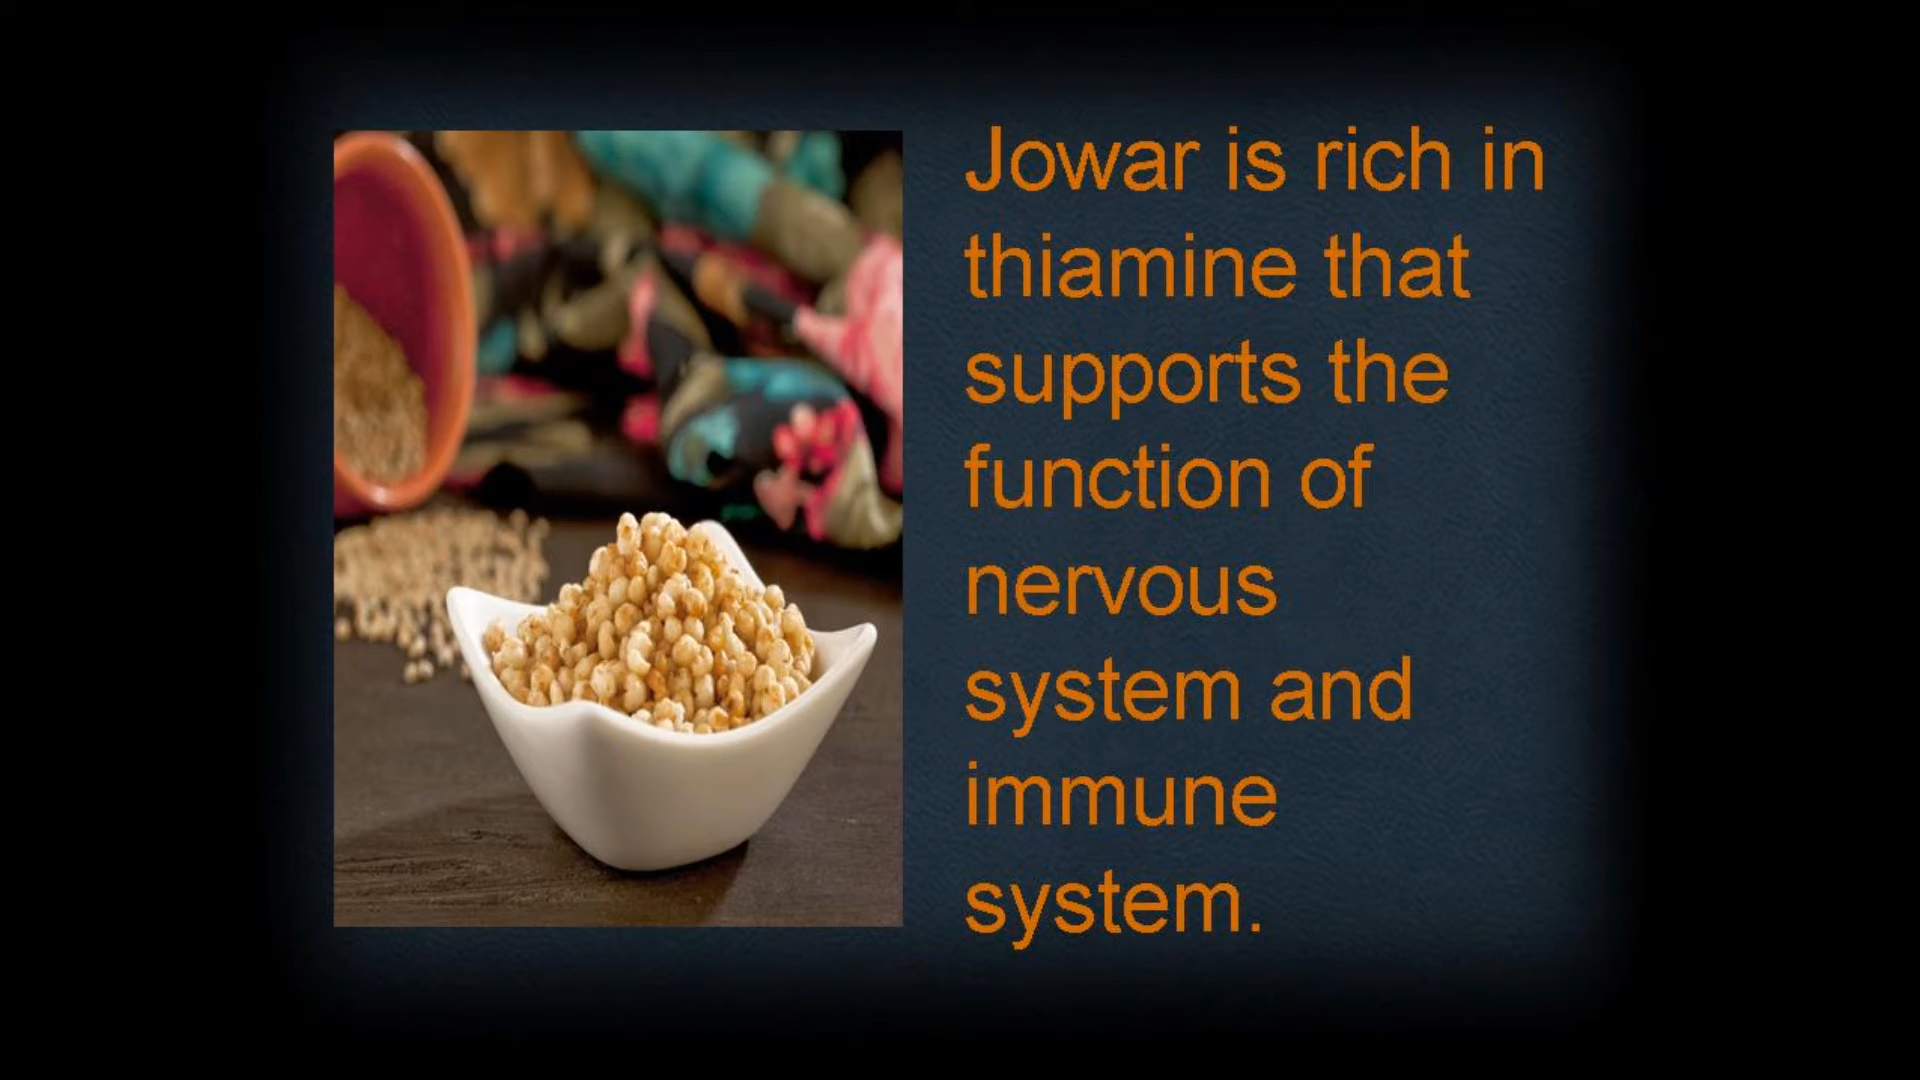 Jowar is rich in
thiamine that
supports the
function of
nervous
system and
immune
system.